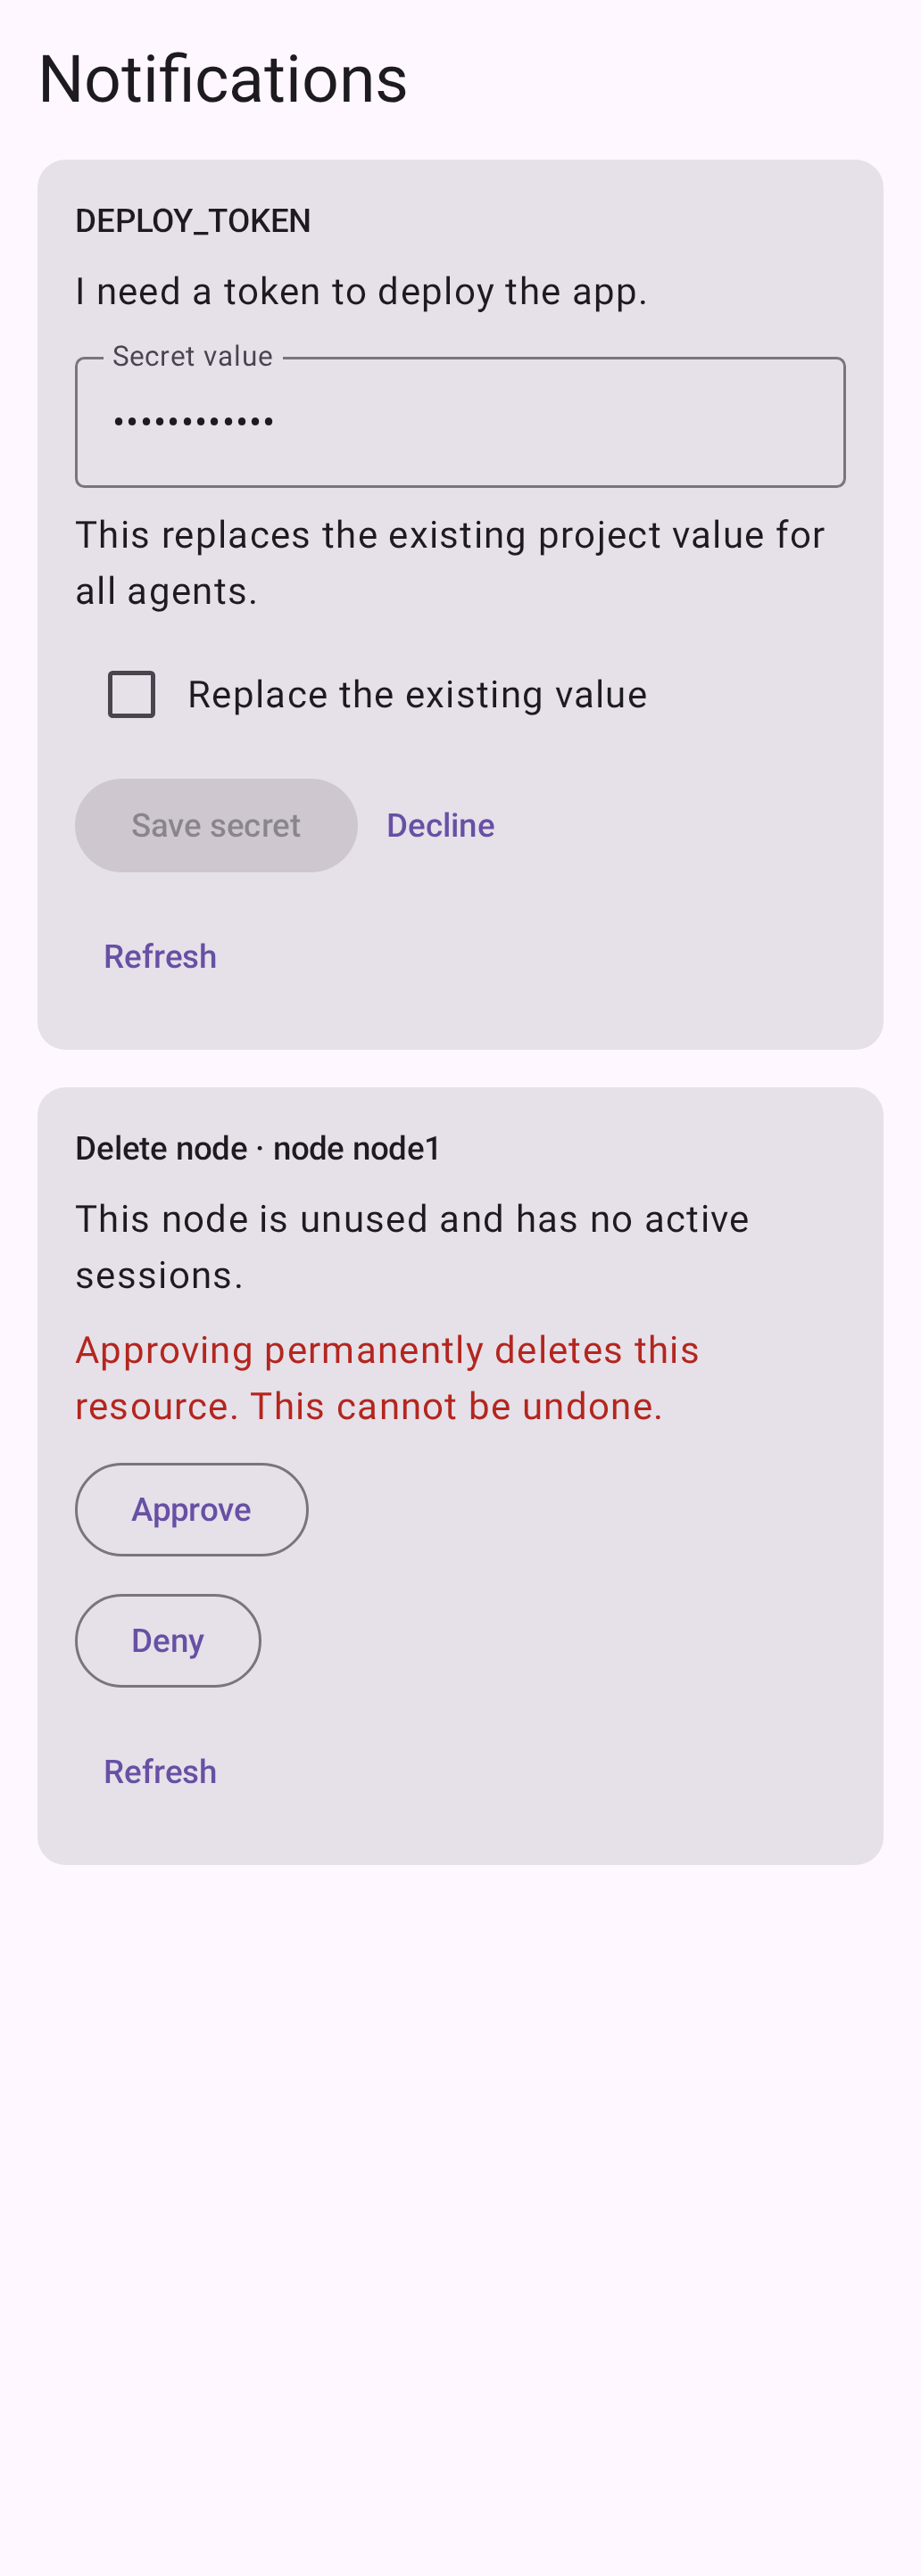 Notifications
DEPLOY_TOKEN
I need a token to deploy the app.
Secret value
••••••••••••
This replaces the existing project value for
all agents.
Replace the existing value
Save secret
Decline
Refresh
Delete node · node node1
This node is unused and has no active
sessions.
Approving permanently deletes this
resource. This cannot be undone.
Approve
Deny
Refresh